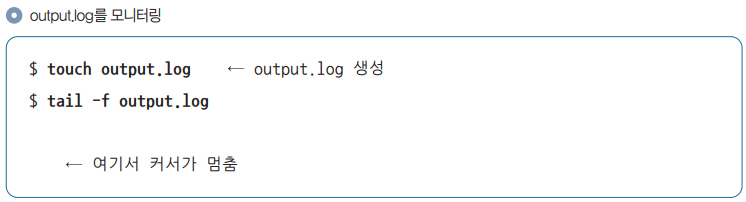 output.log를 모니터링
$ touch output.log ← output.log 생성
$ tail -f output.log
← 여기서 커서가 멈춤